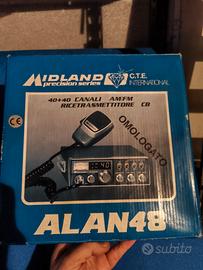 MIDLAND
precision series
C.T.E.
INTERNATIONAL
40+40 CANALI AM/FM
RICETRASMETTITORE CB
OMOLOGATO
ALAN48
subito